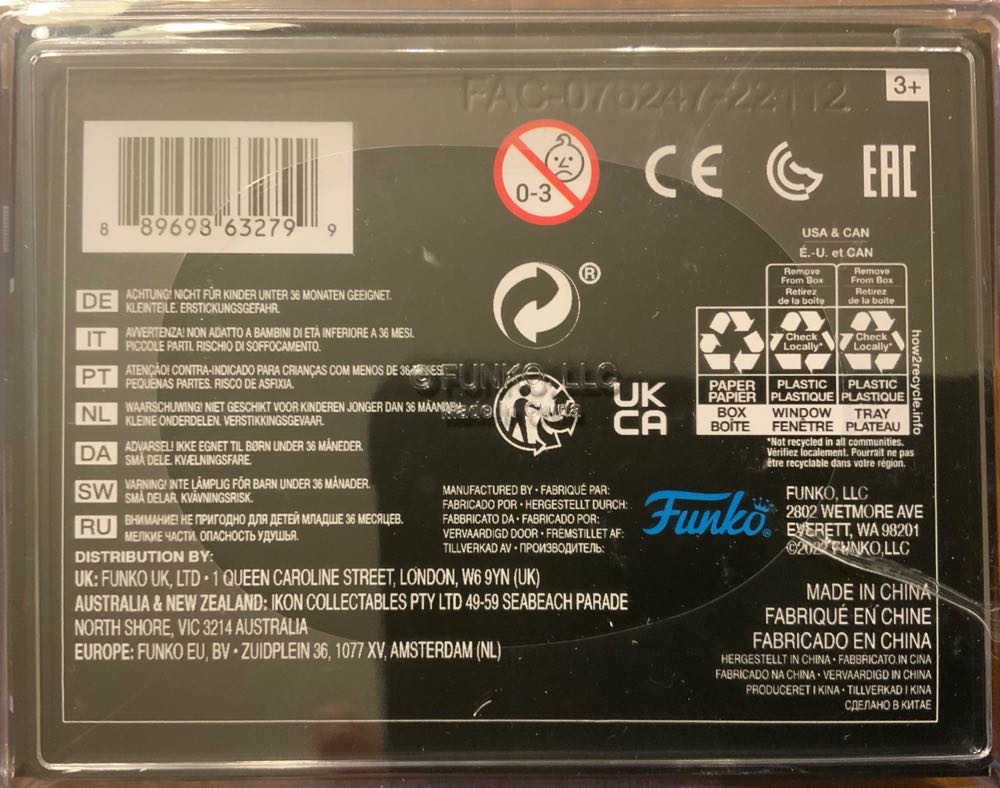 FAC-076247-22112
3+
8 89698 63279 9
0-3
CE
EAC
USA & CAN
É.-U. et CAN
Remove From Box
Retirez de la boîte
Remove From Box
Retirez de la boîte
Check Locally*
Check Locally*
PAPER PAPIER
PLASTIC PLASTIQUE
PLASTIC PLASTIQUE
BOX BOÎTE
WINDOW FENÊTRE
TRAY PLATEAU
how2recycle.info
*Not recycled in all communities.
Vérifiez localement. Pourrait ne pas
être recyclable dans votre région.
®
UK
CA
© FUNKO, LLC
Made in China
DE ACHTUNG! NICHT FÜR KINDER UNTER 36 MONATEN GEEIGNET.
KLEINTEILE. ERSTICKUNGSGEFAHR.
IT AVVERTENZA! NON ADATTO A BAMBINI DI ETÀ INFERIORE A 36 MESI.
PICCOLE PARTI. RISCHIO DI SOFFOCAMENTO.
PT ATENÇÃO! CONTRA-INDICADO PARA CRIANÇAS COM MENOS DE 36 MESES.
PEQUENAS PARTES. RISCO DE ASFIXIA.
NL WAARSCHUWING! NIET GESCHIKT VOOR KINDEREN JONGER DAN 36 MAANDEN.
KLEINE ONDERDELEN. VERSTIKKINGSGEVAAR.
DA ADVARSEL! IKKE EGNET TIL BØRN UNDER 36 MÅNEDER.
SMÅ DELE. KVÆLNINGSFARE.
SW VARNING! INTE LÄMPLIG FÖR BARN UNDER 36 MÅNADER.
SMÅ DELAR. KVÄVNINGSRISK.
RU ВНИМАНИЕ! НЕ ПРИГОДНО ДЛЯ ДЕТЕЙ МЛАДШЕ 36 МЕСЯЦЕВ.
МЕЛКИЕ ЧАСТИ. ОПАСНОСТЬ УДУШЬЯ.
MANUFACTURED BY • FABRIQUÉ PAR:
FABRICADO POR • HERGESTELLT DURCH:
FABBRICATO DA • FABRICADO POR:
VERVAARDIGD DOOR • FREMSTILLET AF:
TILLVERKAD AV • ПРОИЗВОДИТЕЛЬ:
Funko®
FUNKO, LLC
2802 WETMORE AVE
EVERETT, WA 98201
©2022 FUNKO,LLC
DISTRIBUTION BY:
UK: FUNKO UK, LTD • 1 QUEEN CAROLINE STREET, LONDON, W6 9YN (UK)
AUSTRALIA & NEW ZEALAND: IKON COLLECTABLES PTY LTD 49-59 SEABEACH PARADE
NORTH SHORE, VIC 3214 AUSTRALIA
EUROPE: FUNKO EU, BV • ZUIDPLEIN 36, 1077 XV, AMSTERDAM (NL)
MADE IN CHINA
FABRIQUÉ EN CHINE
FABRICADO EN CHINA
HERGESTELLT IN CHINA • FABBRICATO IN CINA
FABRICADO NA CHINA • VERVAARDIGD IN CHINA
PRODUCERET I KINA • TILLVERKAD I KINA
СДЕЛАНО В КИТАЕ